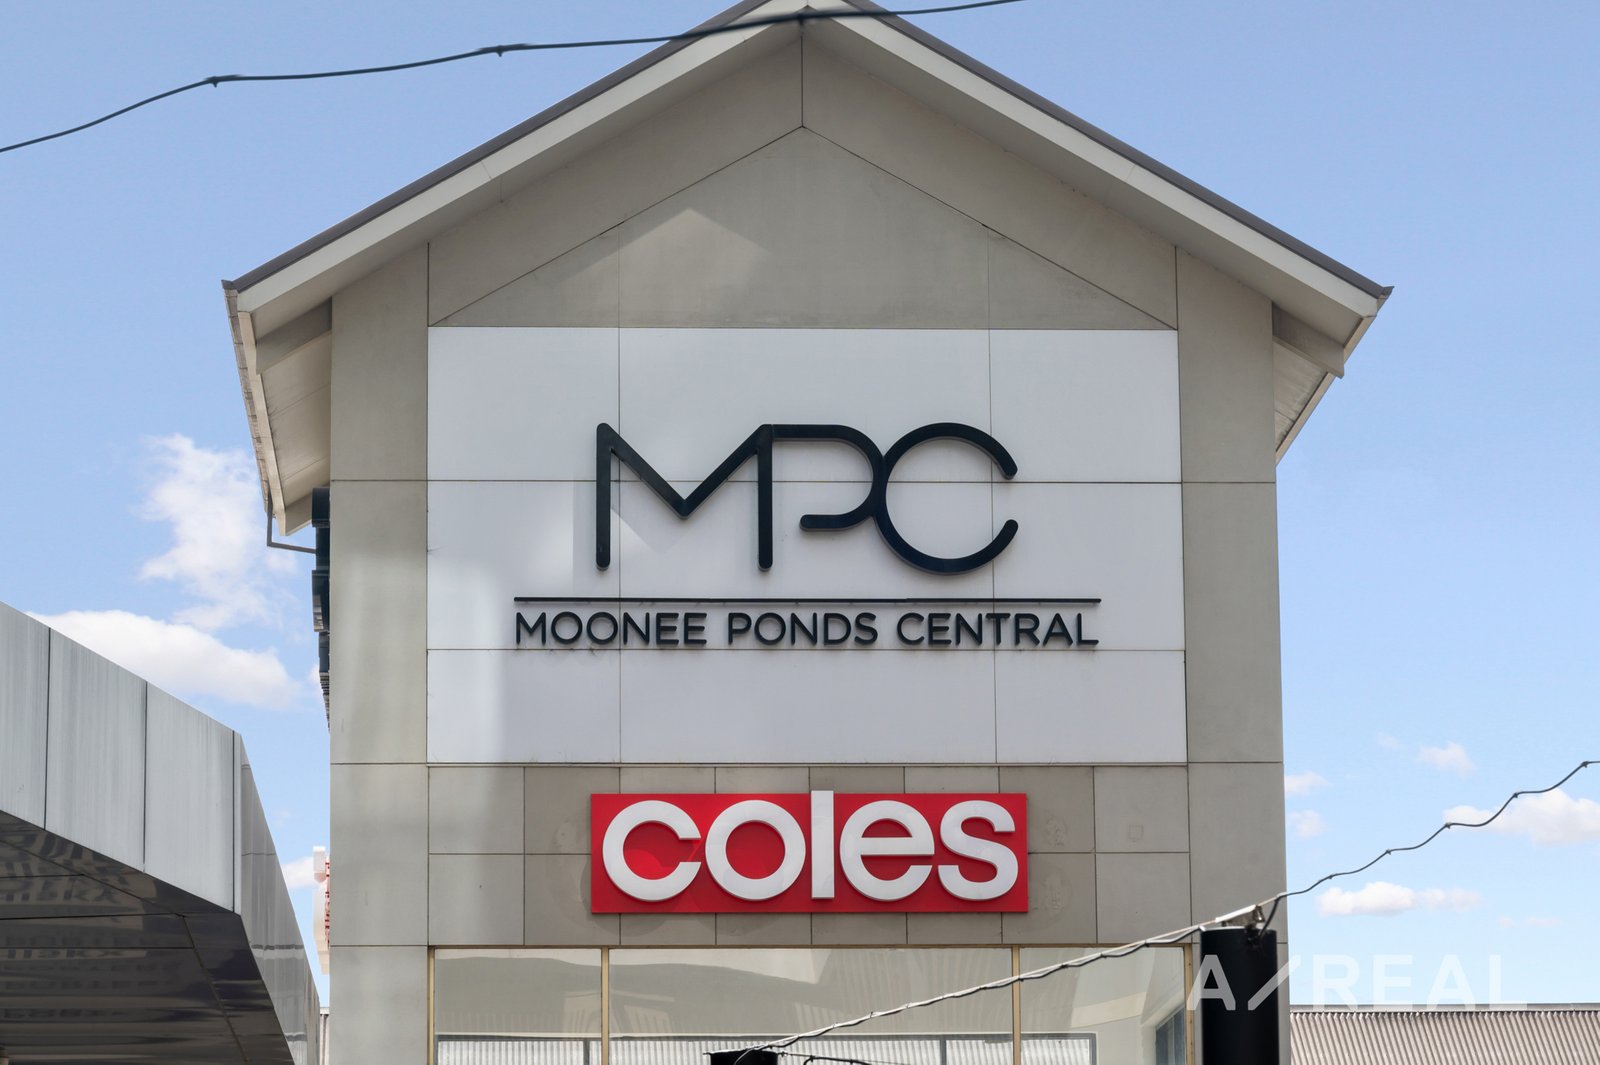 MPC
MOONEE PONDS CENTRAL
coles
A/REAL